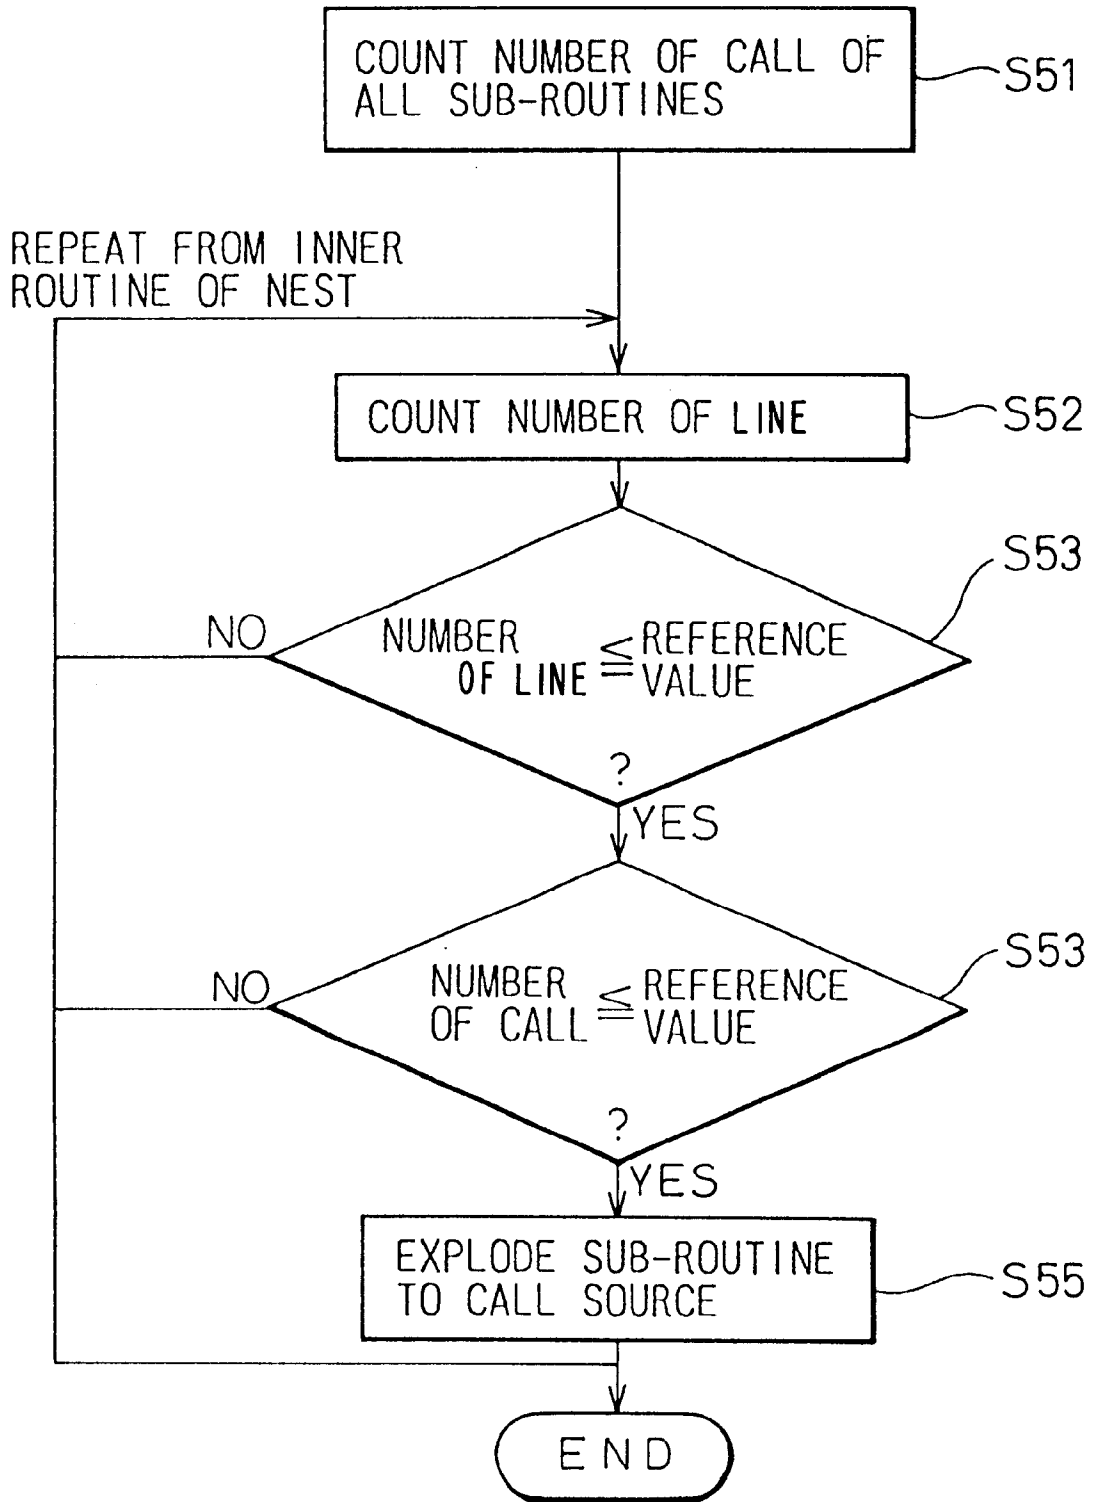 COUNT NUMBER OF CALL OF
ALL SUB-ROUTINES
S51
REPEAT FROM INNER
ROUTINE OF NEST
COUNT NUMBER OF LINE
S52
S53
NO
NUMBER
OF LINE
≦
REFERENCE
VALUE
?
YES
S53
NO
NUMBER
OF CALL
≦
REFERENCE
VALUE
?
YES
EXPLODE SUB-ROUTINE
TO CALL SOURCE
S55
END